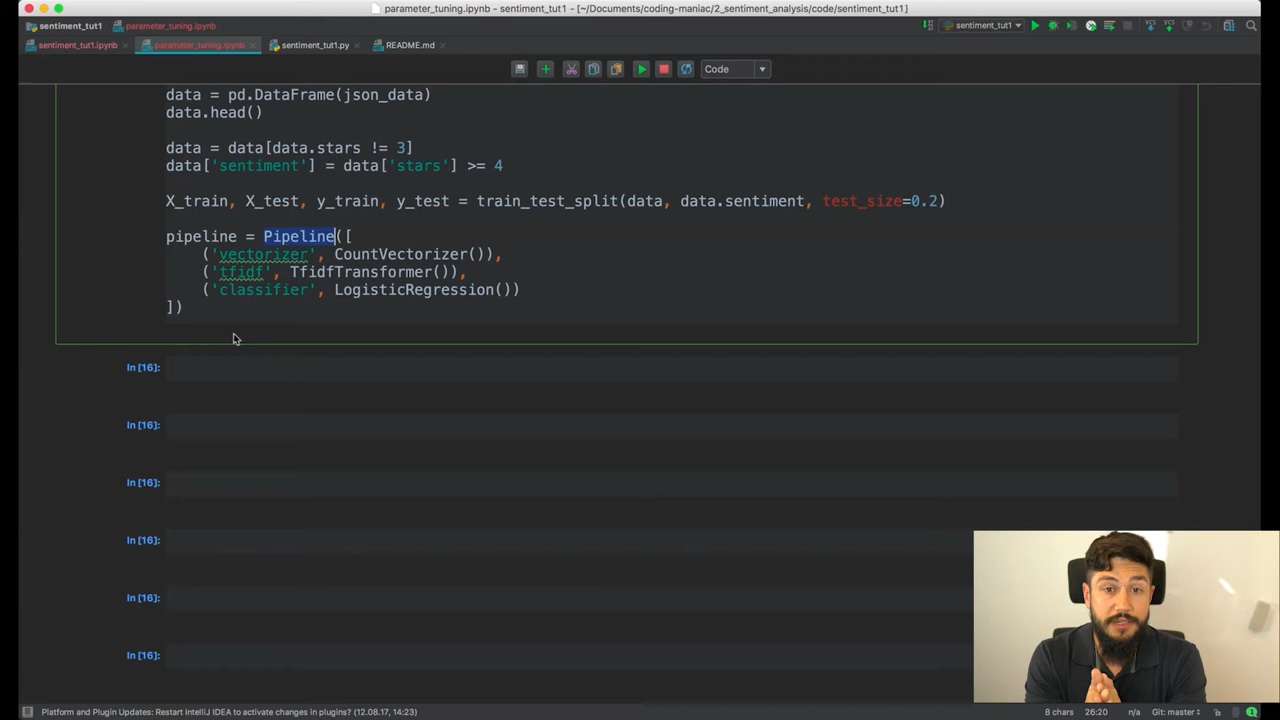 parameter_tuning.ipynb - sentiment_tut1 - [~/Documents/coding-maniac/2_sentiment_analysis/code/sentiment_tut1]
sentiment_tut1 parameter_tuning.ipynb sentiment_tut1
sentiment_tut1.ipynb parameter_tuning.ipynb sentiment_tut1.py README.md
Code
data = pd.DataFrame(json_data)
data.head()
data = data[data.stars != 3]
data['sentiment'] = data['stars'] >= 4
X_train, X_test, y_train, y_test = train_test_split(data, data.sentiment, test_size=0.2)
pipeline = Pipeline([
('vectorizer', CountVectorizer()),
('tfidf', TfidfTransformer()),
('classifier', LogisticRegression())
])
In [16]:
In [16]:
In [16]:
In [16]:
In [16]:
In [16]:
Platform and Plugin Updates: Restart IntelliJ IDEA to activate changes in plugins? (12.08.17, 14:23) 8 chars 26:20 n/a Git: master 1